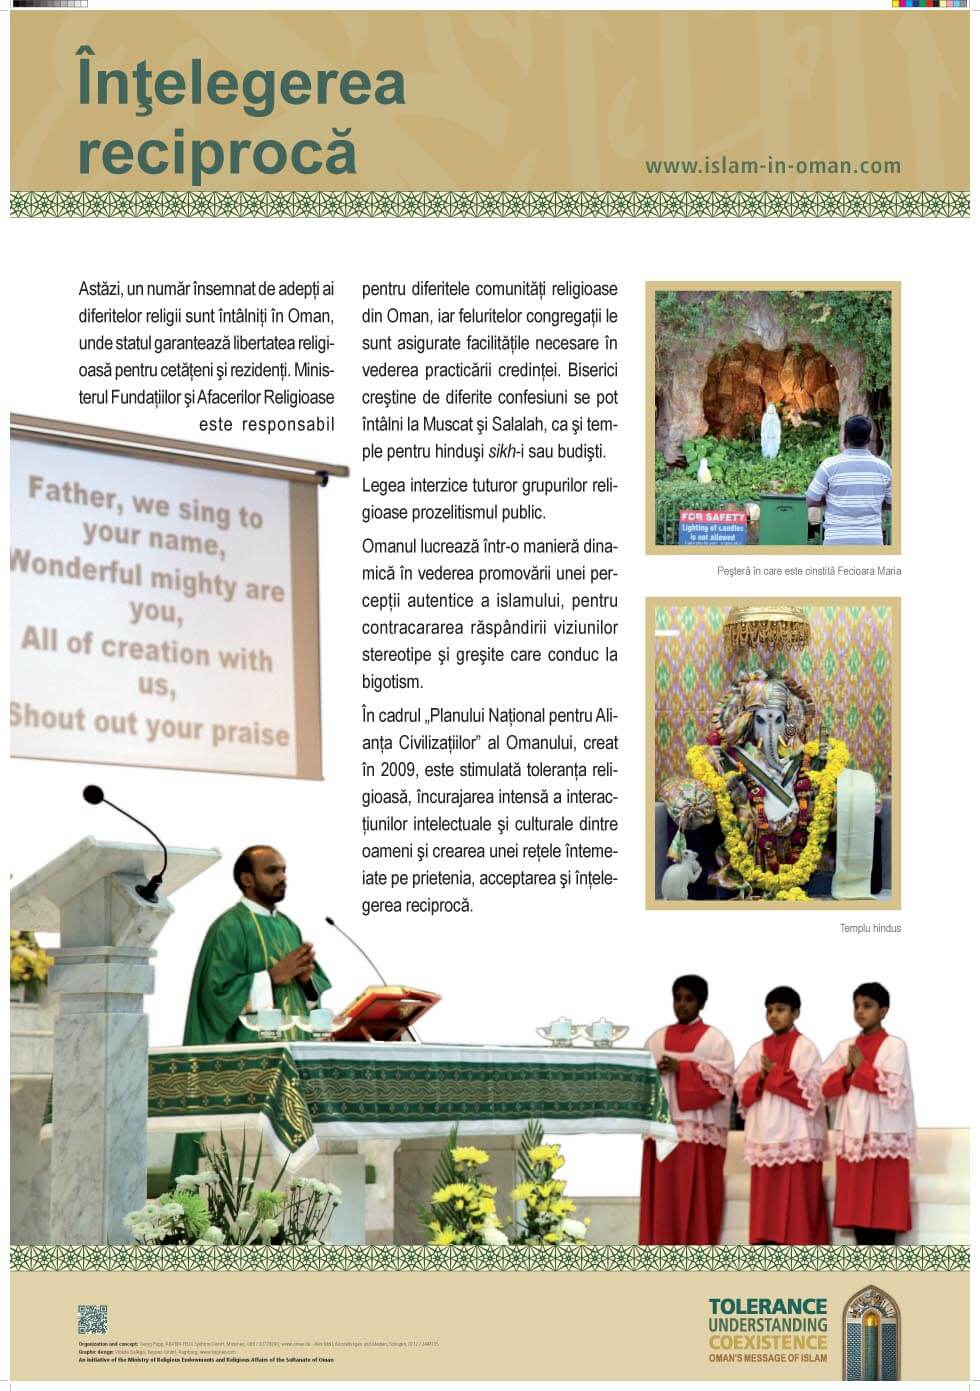 Înţelegerea
reciprocă
www.islam-in-oman.com
Astăzi, un număr însemnat de adepţi ai
diferitelor religii sunt întâlniţi în Oman,
unde statul garantează libertatea religi-
oasă pentru cetăţeni şi rezidenţi. Minis-
terul Fundaţiilor şi Afacerilor Religioase
este responsabil
pentru diferitele comunităţi religioase
din Oman, iar feluritelor congregaţii le
sunt asigurate facilităţile necesare în
vederea practicării credinţei. Biserici
creştine de diferite confesiuni se pot
întâlni la Muscat şi Salalah, ca şi tem-
ple pentru hinduşi sikh-i sau budişti.
Legea interzice tuturor grupurilor reli-
gioase prozelitismul public.
Omanul lucrează într-o manieră dina-
mică în vederea promovării unei per-
cepţii autentice a islamului, pentru
contracararea răspândirii viziunilor
stereotipe şi greşite care conduc la
bigotism.
În cadrul „Planului Naţional pentru Ali-
anţa Civilizaţiilor” al Omanului, creat
în 2009, este stimulată toleranţa reli-
gioasă, încurajarea intensă a interac-
ţiunilor intelectuale şi culturale dintre
oameni şi crearea unei reţele înteme-
iate pe prietenia, acceptarea şi înţele-
gerea reciprocă.
Father, we sing to
your name,
Wonderful mighty are
you,
All of creation with
us,
Shout out your praise
FOR SAFETY
Lighting of candles
is not allowed
Peşteră în care este cinstită Fecioara Maria
Templu hindus
Organization and concept:
Graphic design:
An initiative of the Ministry of Religious Endowments and Religious Affairs of the Sultanate of Oman
TOLERANCE
UNDERSTANDING
COEXISTENCE
OMAN'S MESSAGE OF ISLAM